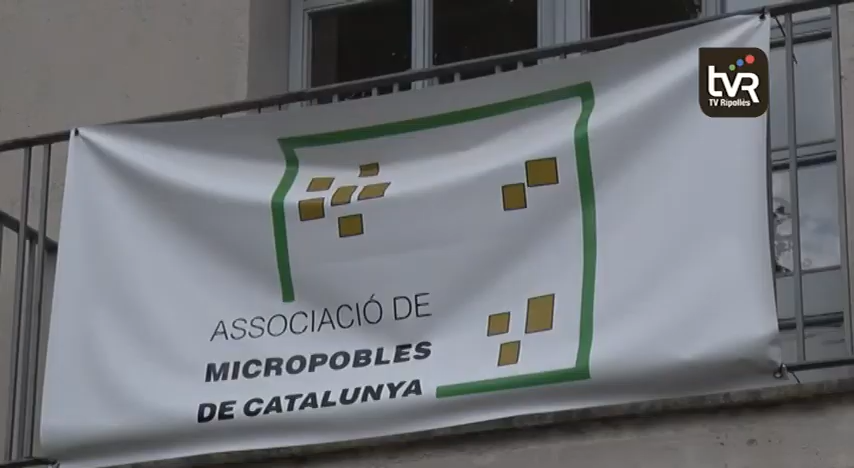 tvR
TV Ripollès
ASSOCIACIÓ DE
MICROPOBLES
DE CATALUNYA